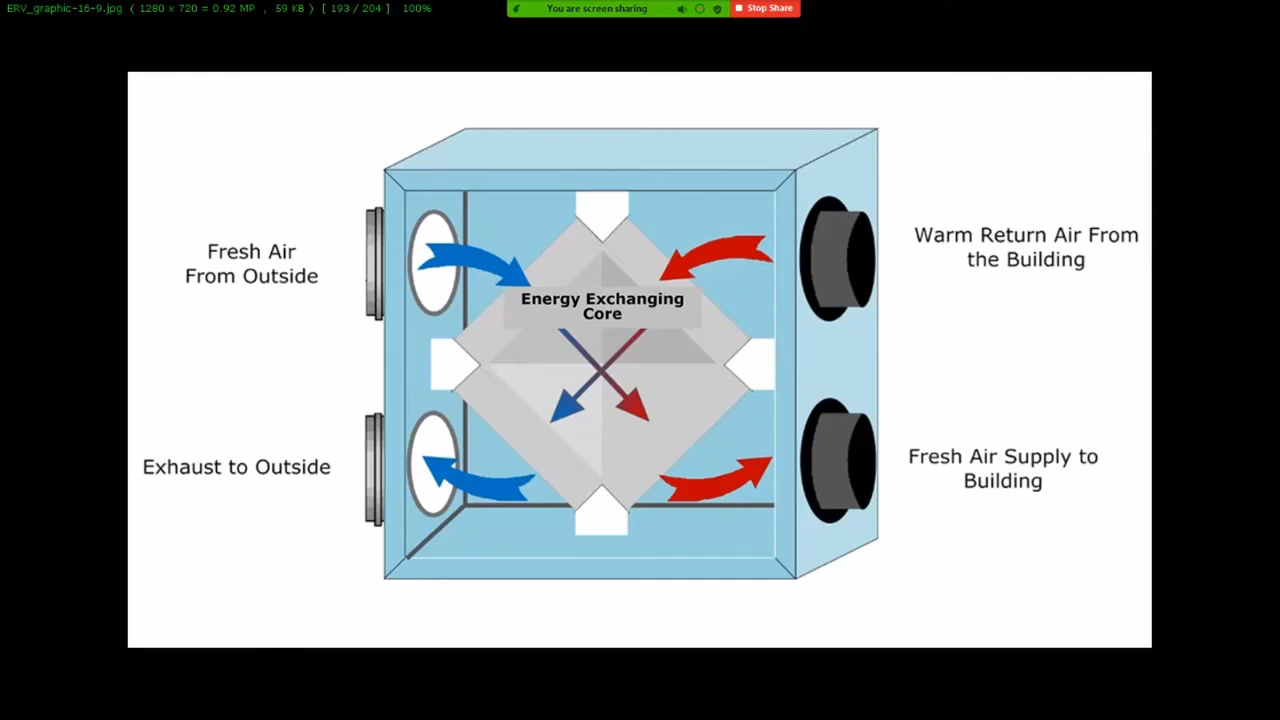 ERV_graphic-16-9.jpg ( 1280 x 720 = 0.92 MP , 59 KB ) [ 193 / 204 ] 100%
You are screen sharing
Stop Share
Fresh Air
From Outside
Warm Return Air From
the Building
Energy Exchanging
Core
Exhaust to Outside
Fresh Air Supply to
Building